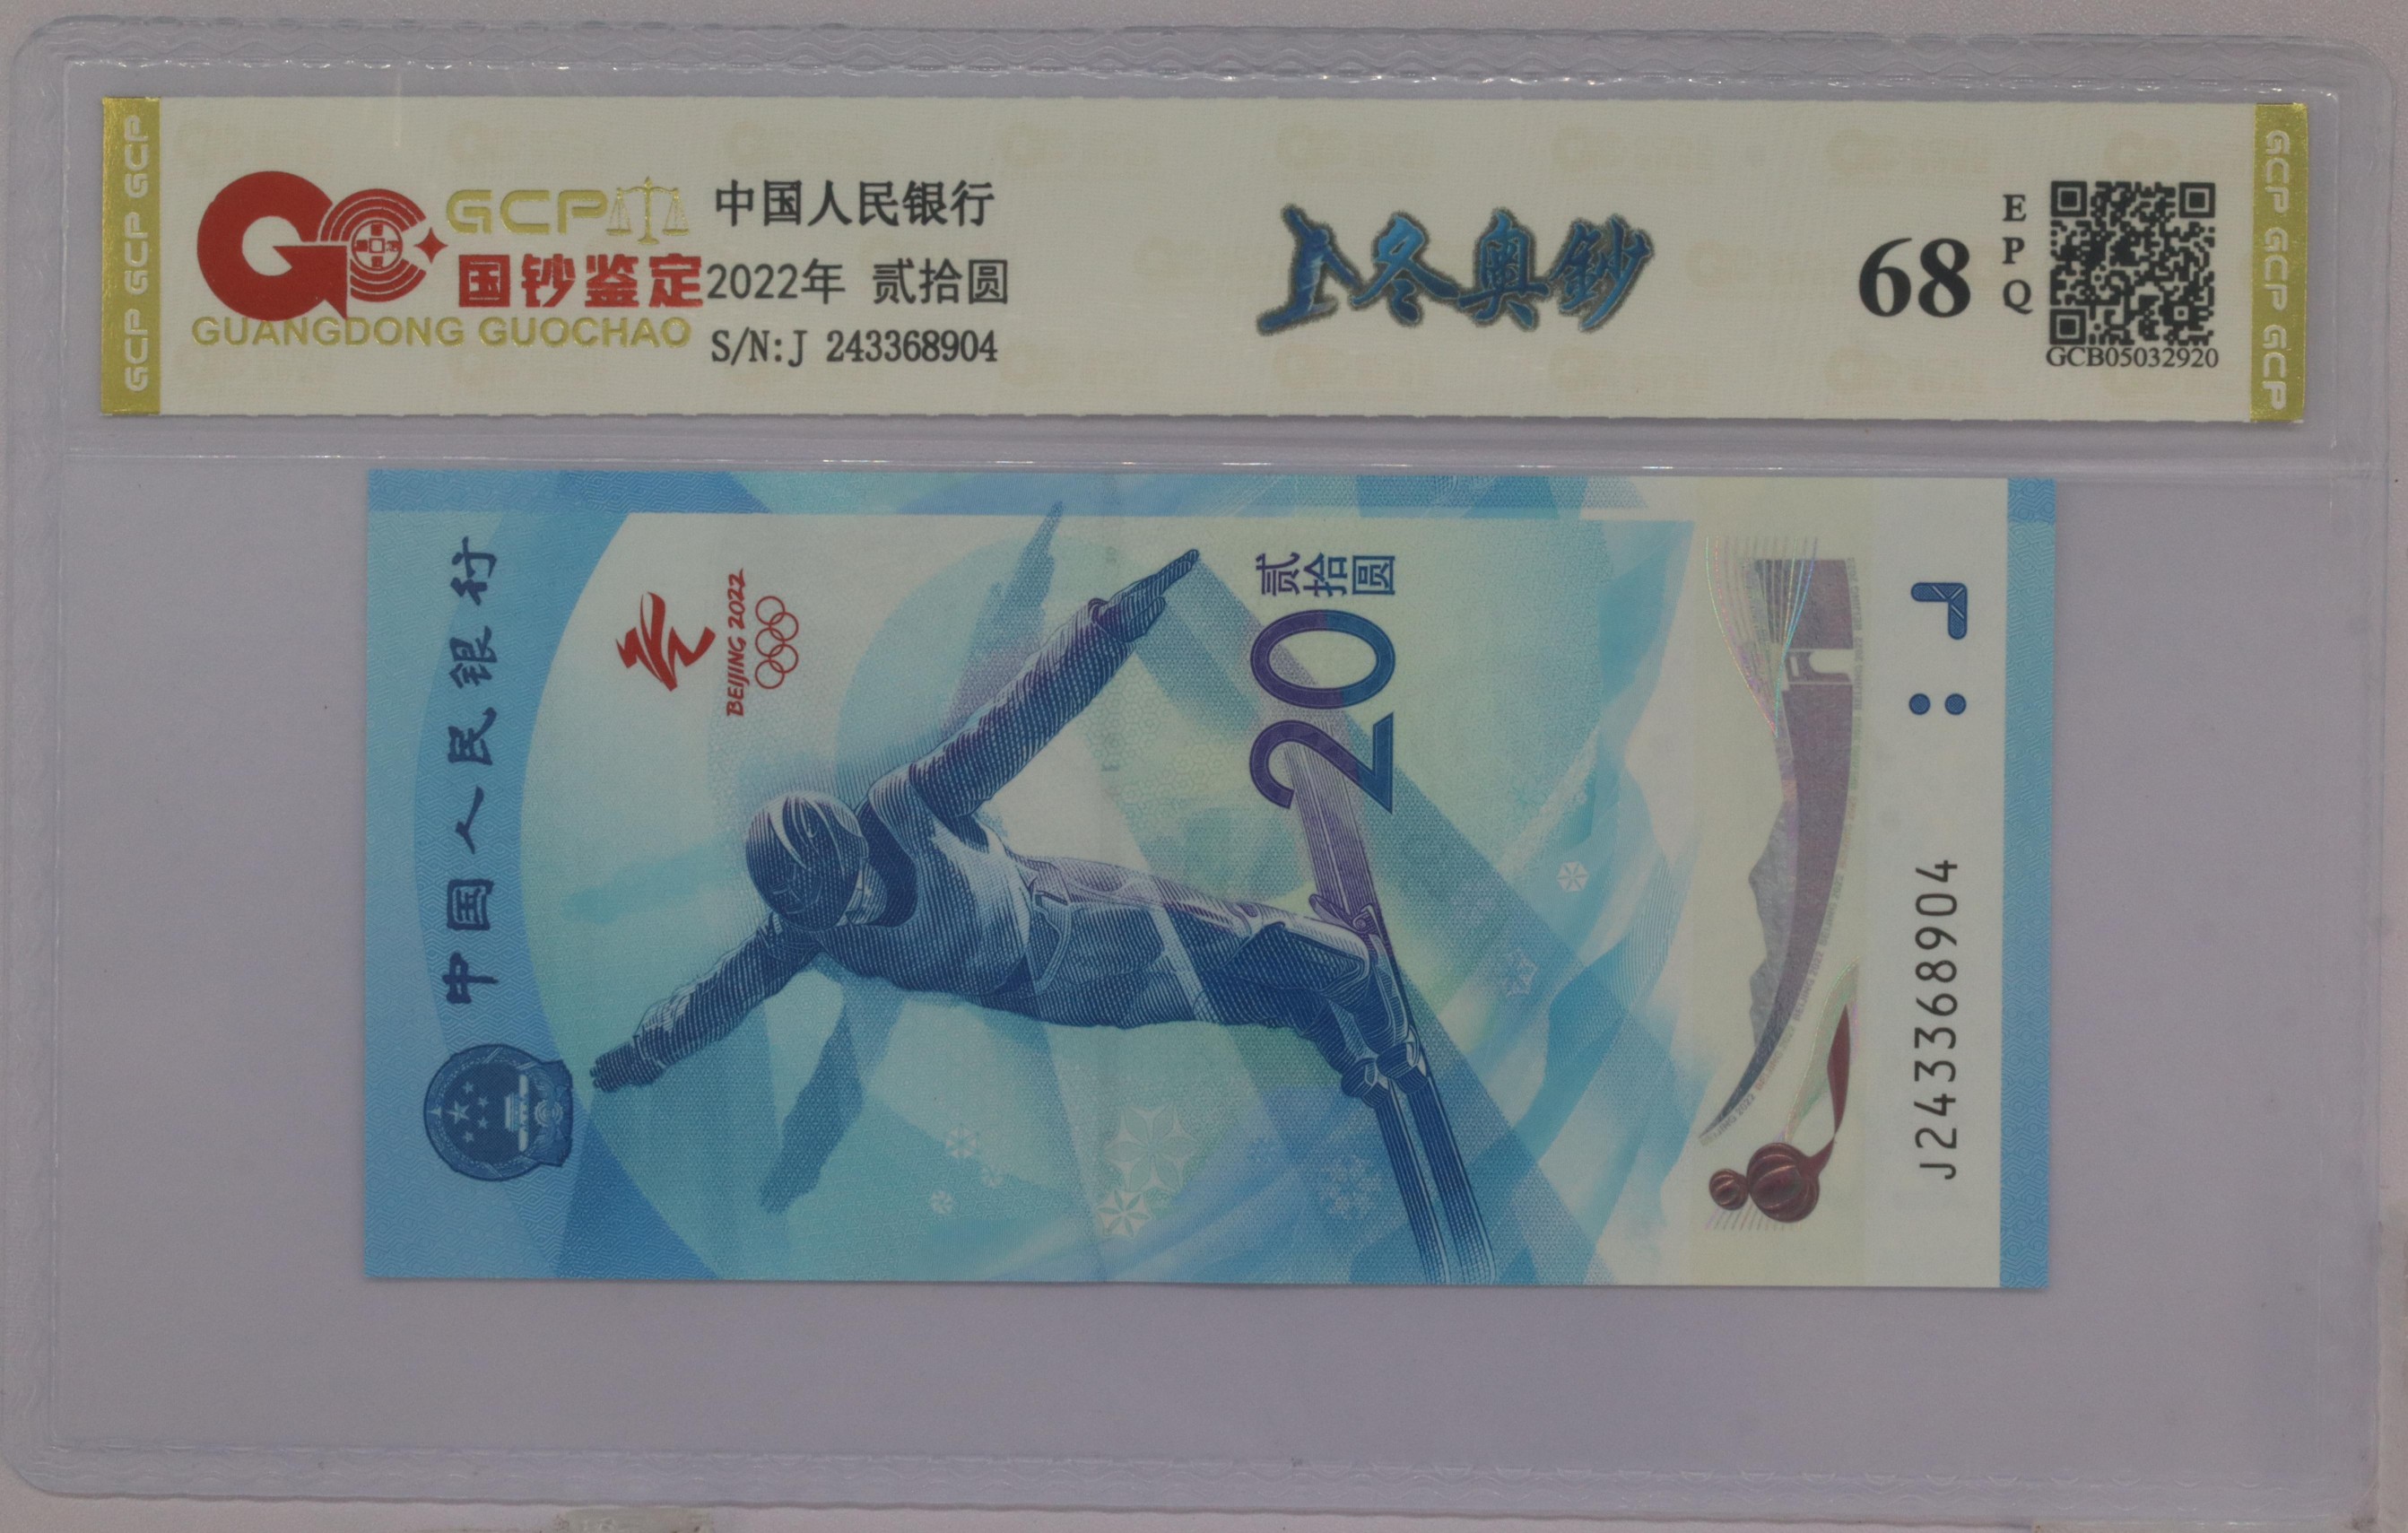 GCP GCP GCP
GCP
国钞鉴定
GUANGDONG GUOCHAO
中国人民银行
2022年 贰拾圆
S/N:J 243368904
冬奥鈔
68
EPQ
GCB05032920
GCP GCP GCP
中国人民银行
BEIJING 2022
贰拾圆
20
J243368904